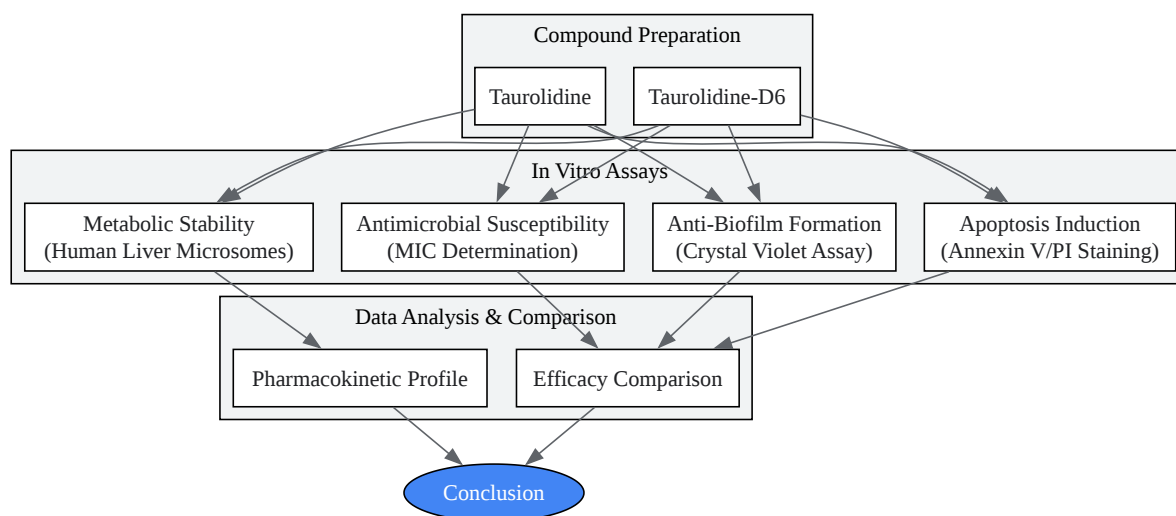 Compound Preparation
Taurolidine
Taurolidine-D6
In Vitro Assays
Metabolic Stability
(Human Liver Microsomes)
Antimicrobial Susceptibility
(MIC Determination)
Anti-Biofilm Formation
(Crystal Violet Assay)
Apoptosis Induction
(Annexin V/PI Staining)
Data Analysis & Comparison
Pharmacokinetic Profile
Efficacy Comparison
Conclusion